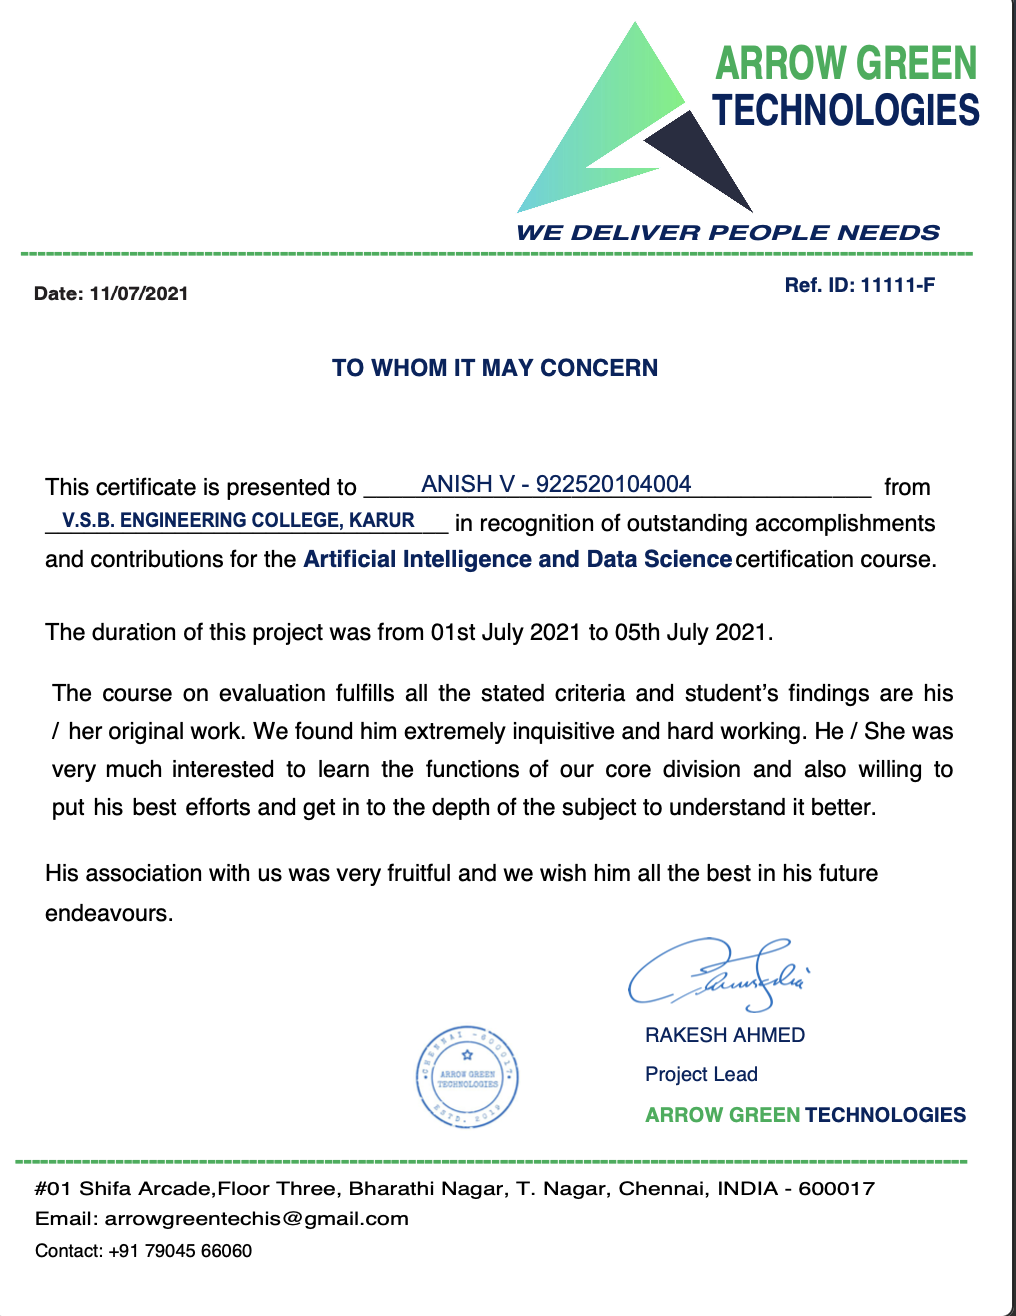 ARROW GREEN
TECHNOLOGIES
WE DELIVER PEOPLE NEEDS
Date: 11/07/2021
Ref. ID: 11111-F
TO WHOM IT MAY CONCERN
This certificate is presented to ANISH V - 922520104004 from
V.S.B. ENGINEERING COLLEGE, KARUR in recognition of outstanding accomplishments
and contributions for the Artificial Intelligence and Data Science certification course.
The duration of this project was from 01st July 2021 to 05th July 2021.
The course on evaluation fulfills all the stated criteria and student’s findings are his
/ her original work. We found him extremely inquisitive and hard working. He / She was
very much interested to learn the functions of our core division and also willing to
put his best efforts and get in to the depth of the subject to understand it better.
His association with us was very fruitful and we wish him all the best in his future
endeavours.
CHENNAI - 600017
ARROW GREEN
TECHNOLOGIES
ESTD. 2019
RAKESH AHMED
Project Lead
ARROW GREEN TECHNOLOGIES
#01 Shifa Arcade,Floor Three, Bharathi Nagar, T. Nagar, Chennai, INDIA - 600017
Email: arrowgreentechis@gmail.com
Contact: +91 79045 66060